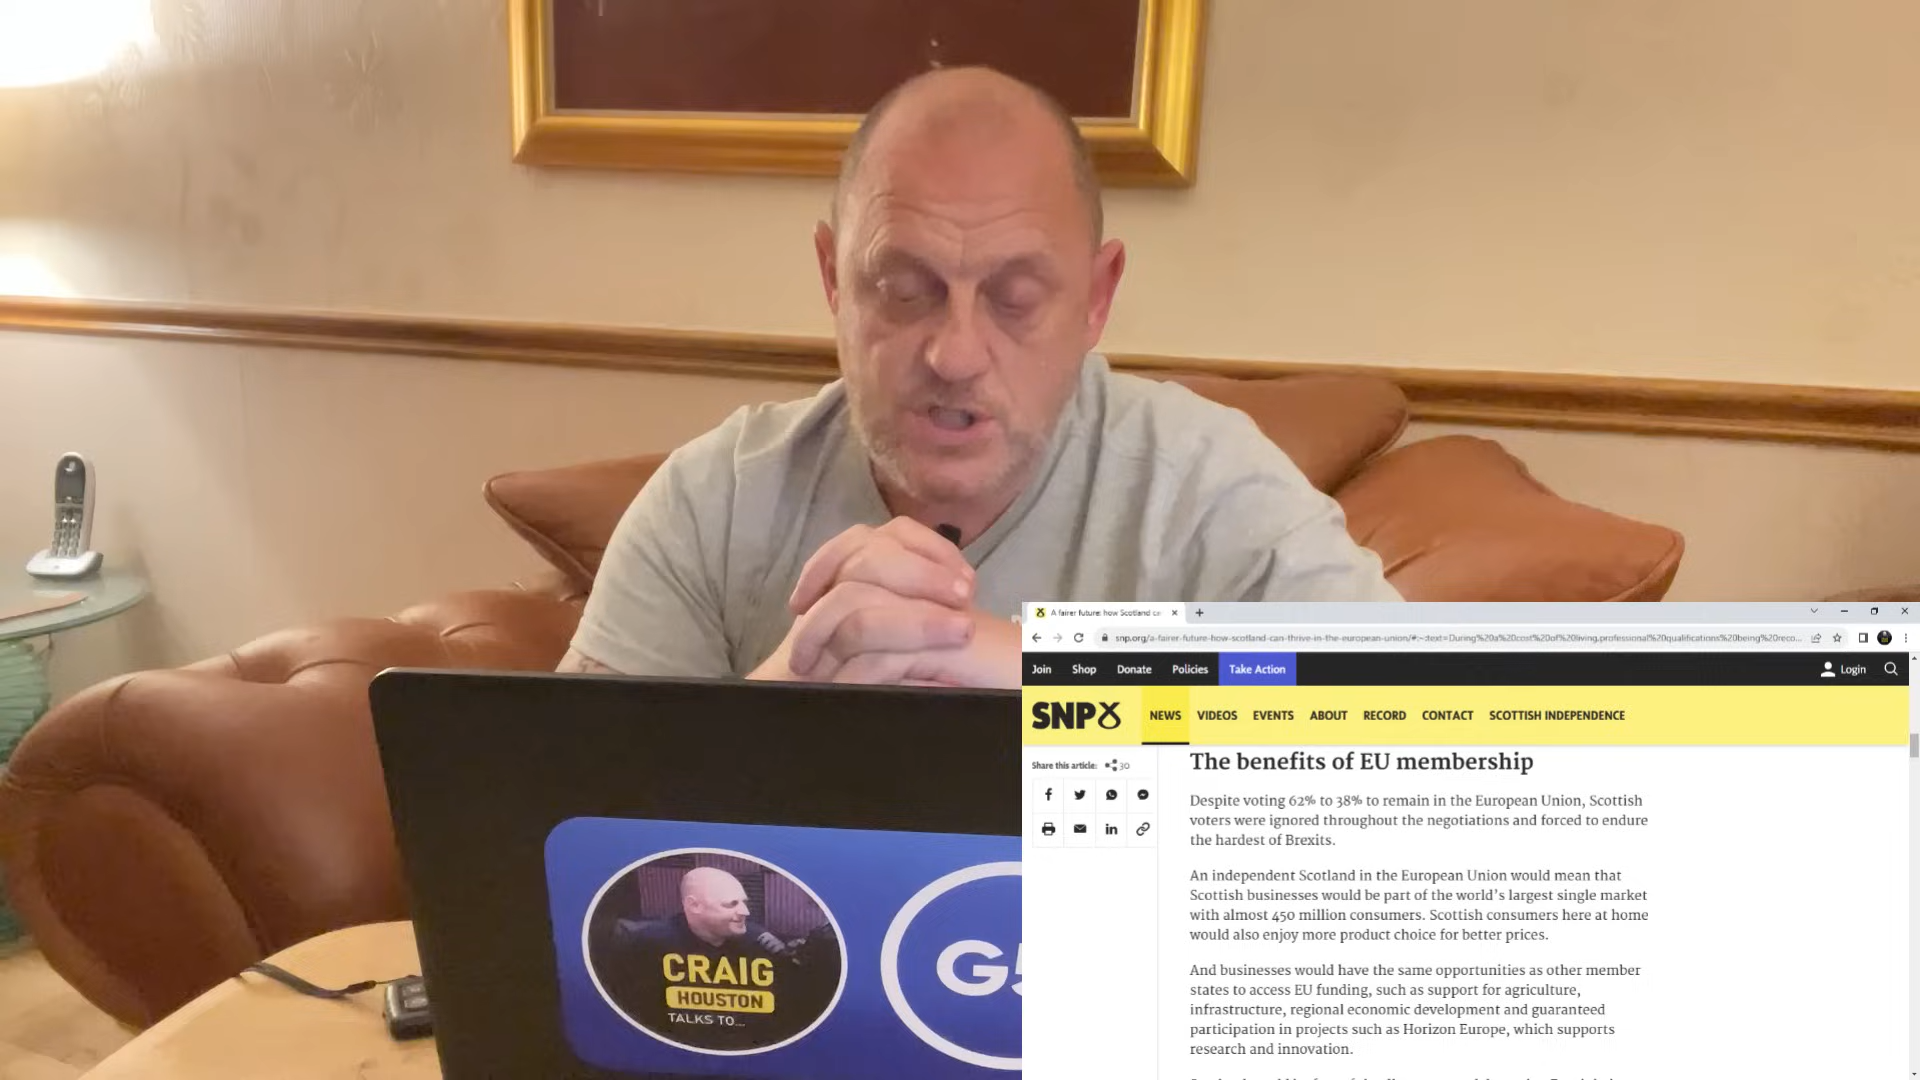 A fairer future: how Scotland ca
snp.org/a-fairer-future-how-scotland-can-thrive-in-the-european-union/#:~:text=During%20a%20cost%20of%20living,professional%20qualifications%20being%20reco...
Join Shop Donate Policies Take Action Login
SNP NEWS VIDEOS EVENTS ABOUT RECORD CONTACT SCOTTISH INDEPENDENCE
Share this article: 30
The benefits of EU membership
Despite voting 62% to 38% to remain in the European Union, Scottish
voters were ignored throughout the negotiations and forced to endure
the hardest of Brexits.
An independent Scotland in the European Union would mean that
Scottish businesses would be part of the world's largest single market
with almost 450 million consumers. Scottish consumers here at home
would also enjoy more product choice for better prices.
And businesses would have the same opportunities as other member
states to access EU funding, such as support for agriculture,
infrastructure, regional economic development and guaranteed
participation in projects such as Horizon Europe, which supports
research and innovation.
CRAIG
HOUSTON
TALKS TO...
G5